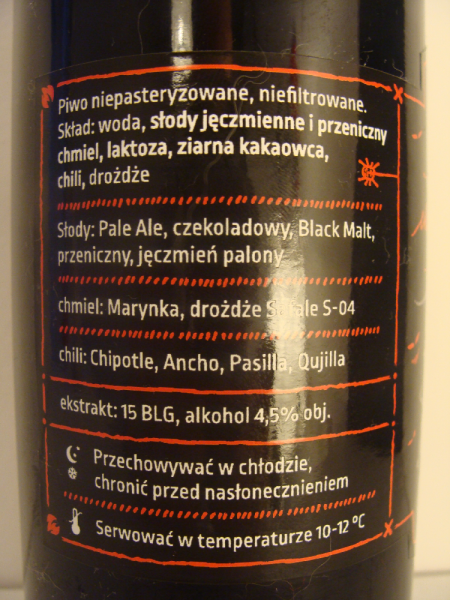 Piwo niepasteryzowane, niefiltrowane.
Skład: woda, słody jęczmienne i przeniczny
chmiel, laktoza, ziarna kakaowca,
chili, drożdże
Słody: Pale Ale, czekoladowy, Black Malt,
przeniczny, jęczmień palony
chmiel: Marynka, drożdże S-04
chili: Chipotle, Ancho, Pasilla, Qujilla
ekstrakt: 15 BLG, alkohol 4,5% obj.
Przechowywać w chłodzie,
chronić przed nasłonecznieniem
Serwować w temperaturze 10-12 °C